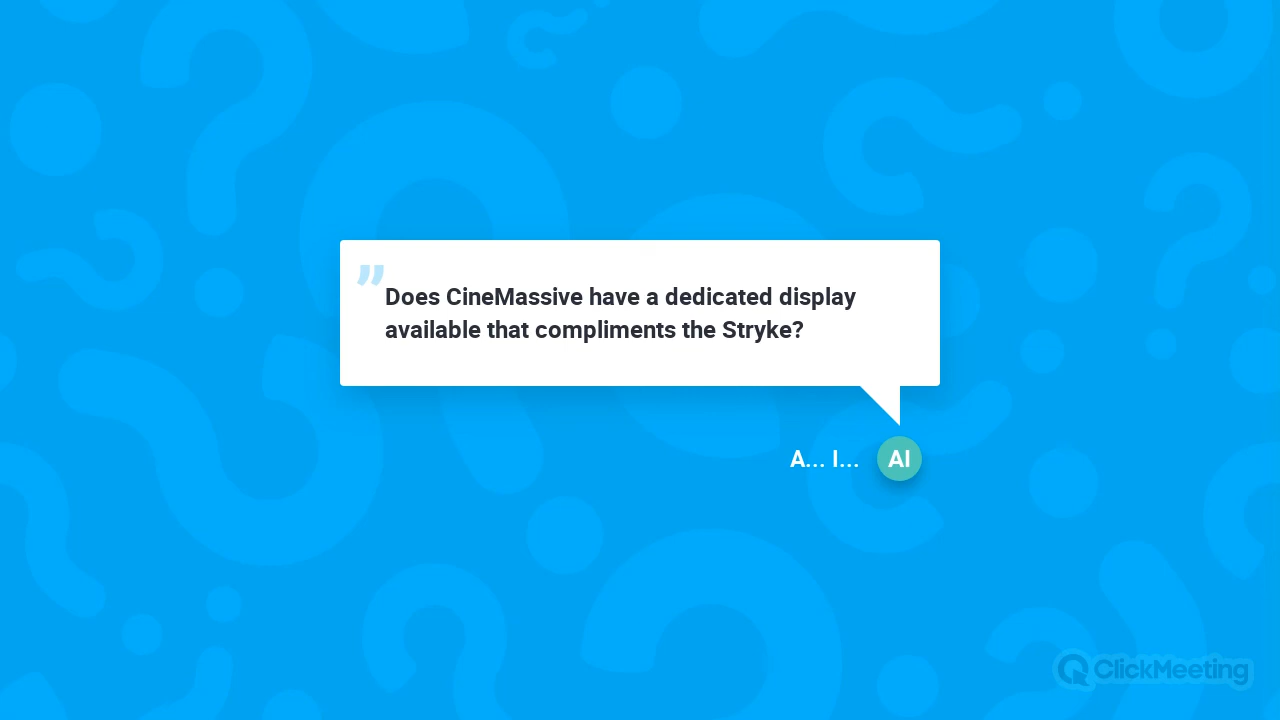 Does CineMassive have a dedicated display
available that compliments the Stryke?
A... I...
AI
ClickMeeting